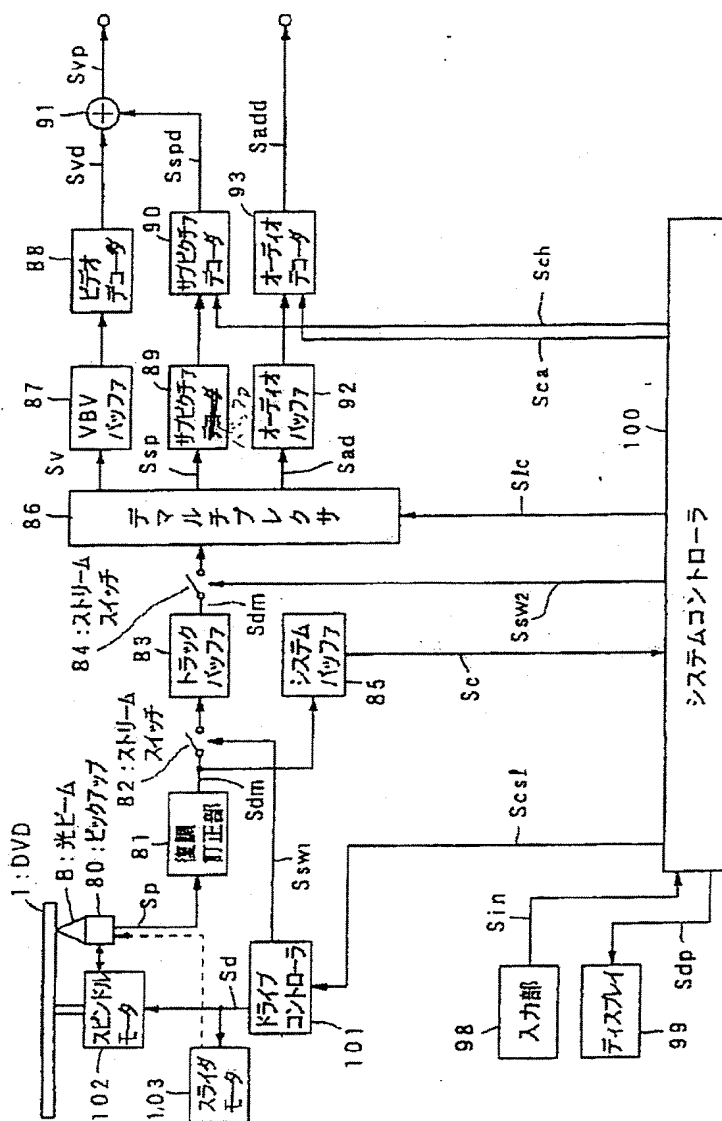 1:DVD
B:光ビーム
80:ピックアップ
Sp
スピンドル
モータ
102
スライダ
モータ
103
Sd
ドライブ
コントローラ
101
81
復調
訂正部
Sdm
82:ストリーム
スイッチ
Ssw1
83
トラック
バッファ
84:ストリーム
スイッチ
Sdm
システム
バッファ
85
Sc
Ssw2
86
デマルチプレクサ
Slc
Sv
87
VBV
バッファ
88
ビデオ
デコーダ
Svd
91
Svp
Ssp
89
サブピクチァ
デコーダ
バッファ
90
サブピクチァ
デコーダ
Sspd
Sad
オーディオ
バッファ
92
93
オーディオ
デコーダ
Sadd
Sca
Sch
Scsl
98
入力部
Sin
ディスプレイ
99
Sdp
100
システムコントローラ